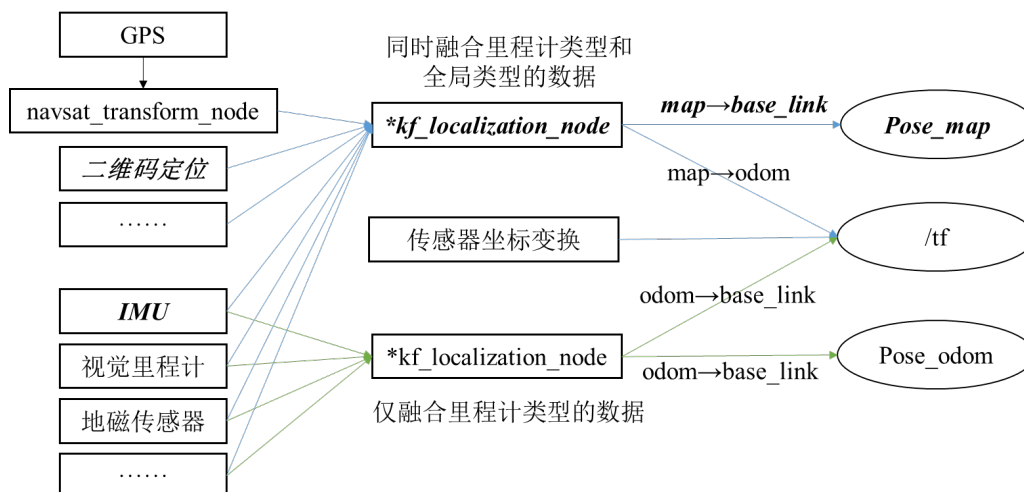 GPS
navsat_transform_node
二维码定位
……
IMU
视觉里程计
地磁传感器
……
同时融合里程计类型和
全局类型的数据
*kf_localization_node
传感器坐标变换
*kf_localization_node
仅融合里程计类型的数据
map→base_link
map→odom
odom→base_link
odom→base_link
Pose_map
/tf
Pose_odom